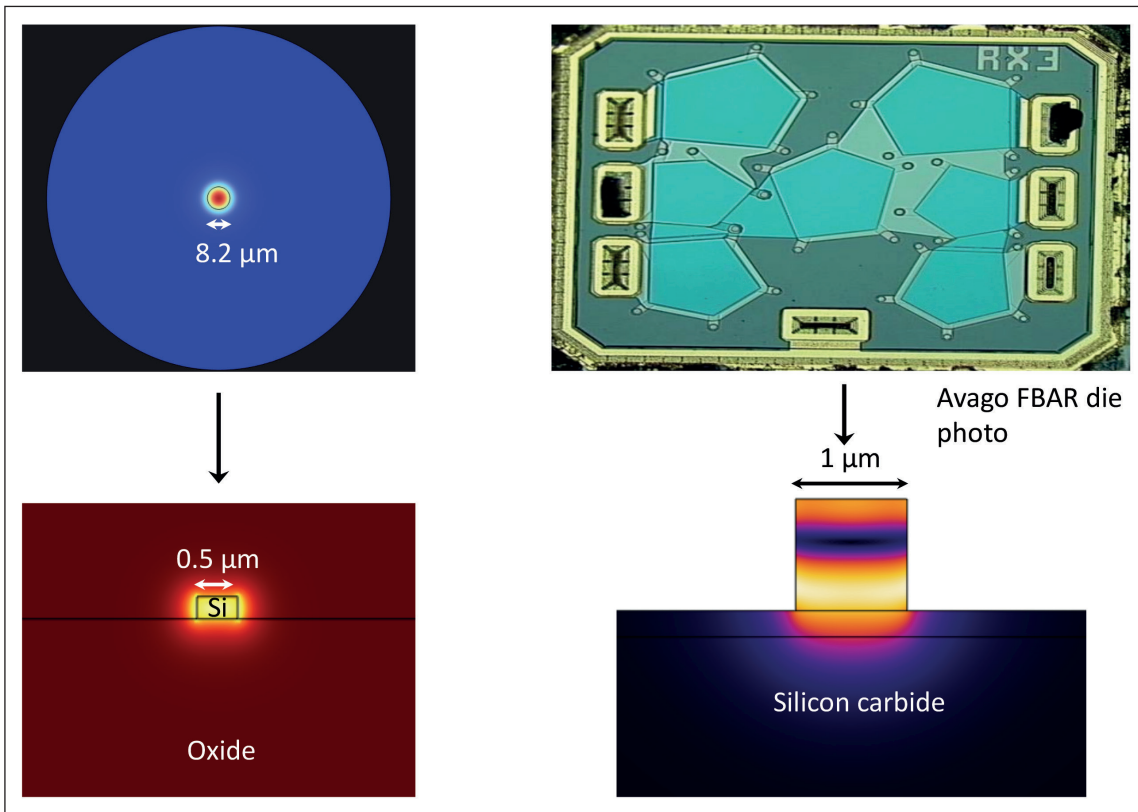 RX3
8.2 µm
Avago FBAR die
photo
1 µm
0.5 µm
Si
Silicon carbide
Oxide